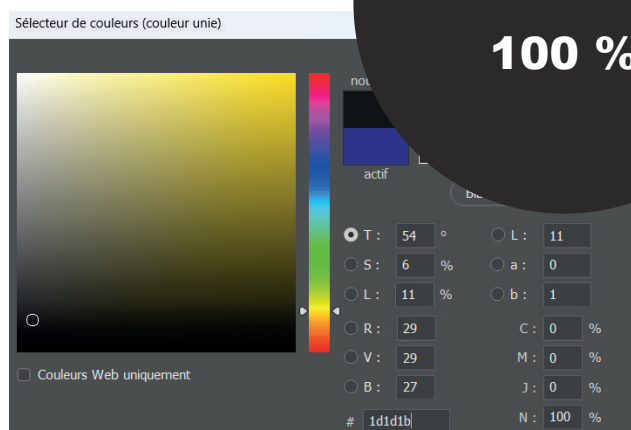 Sélecteur de couleurs (couleur unie)
100 %
actif
T : 54 °
L : 11
S : 6 %
a : 0
L : 11 %
b : 1
R : 29
C : 0 %
V : 29
M : 0 %
Couleurs Web uniquement
B : 27
J : 0 %
# 1d1d1b
N : 100 %